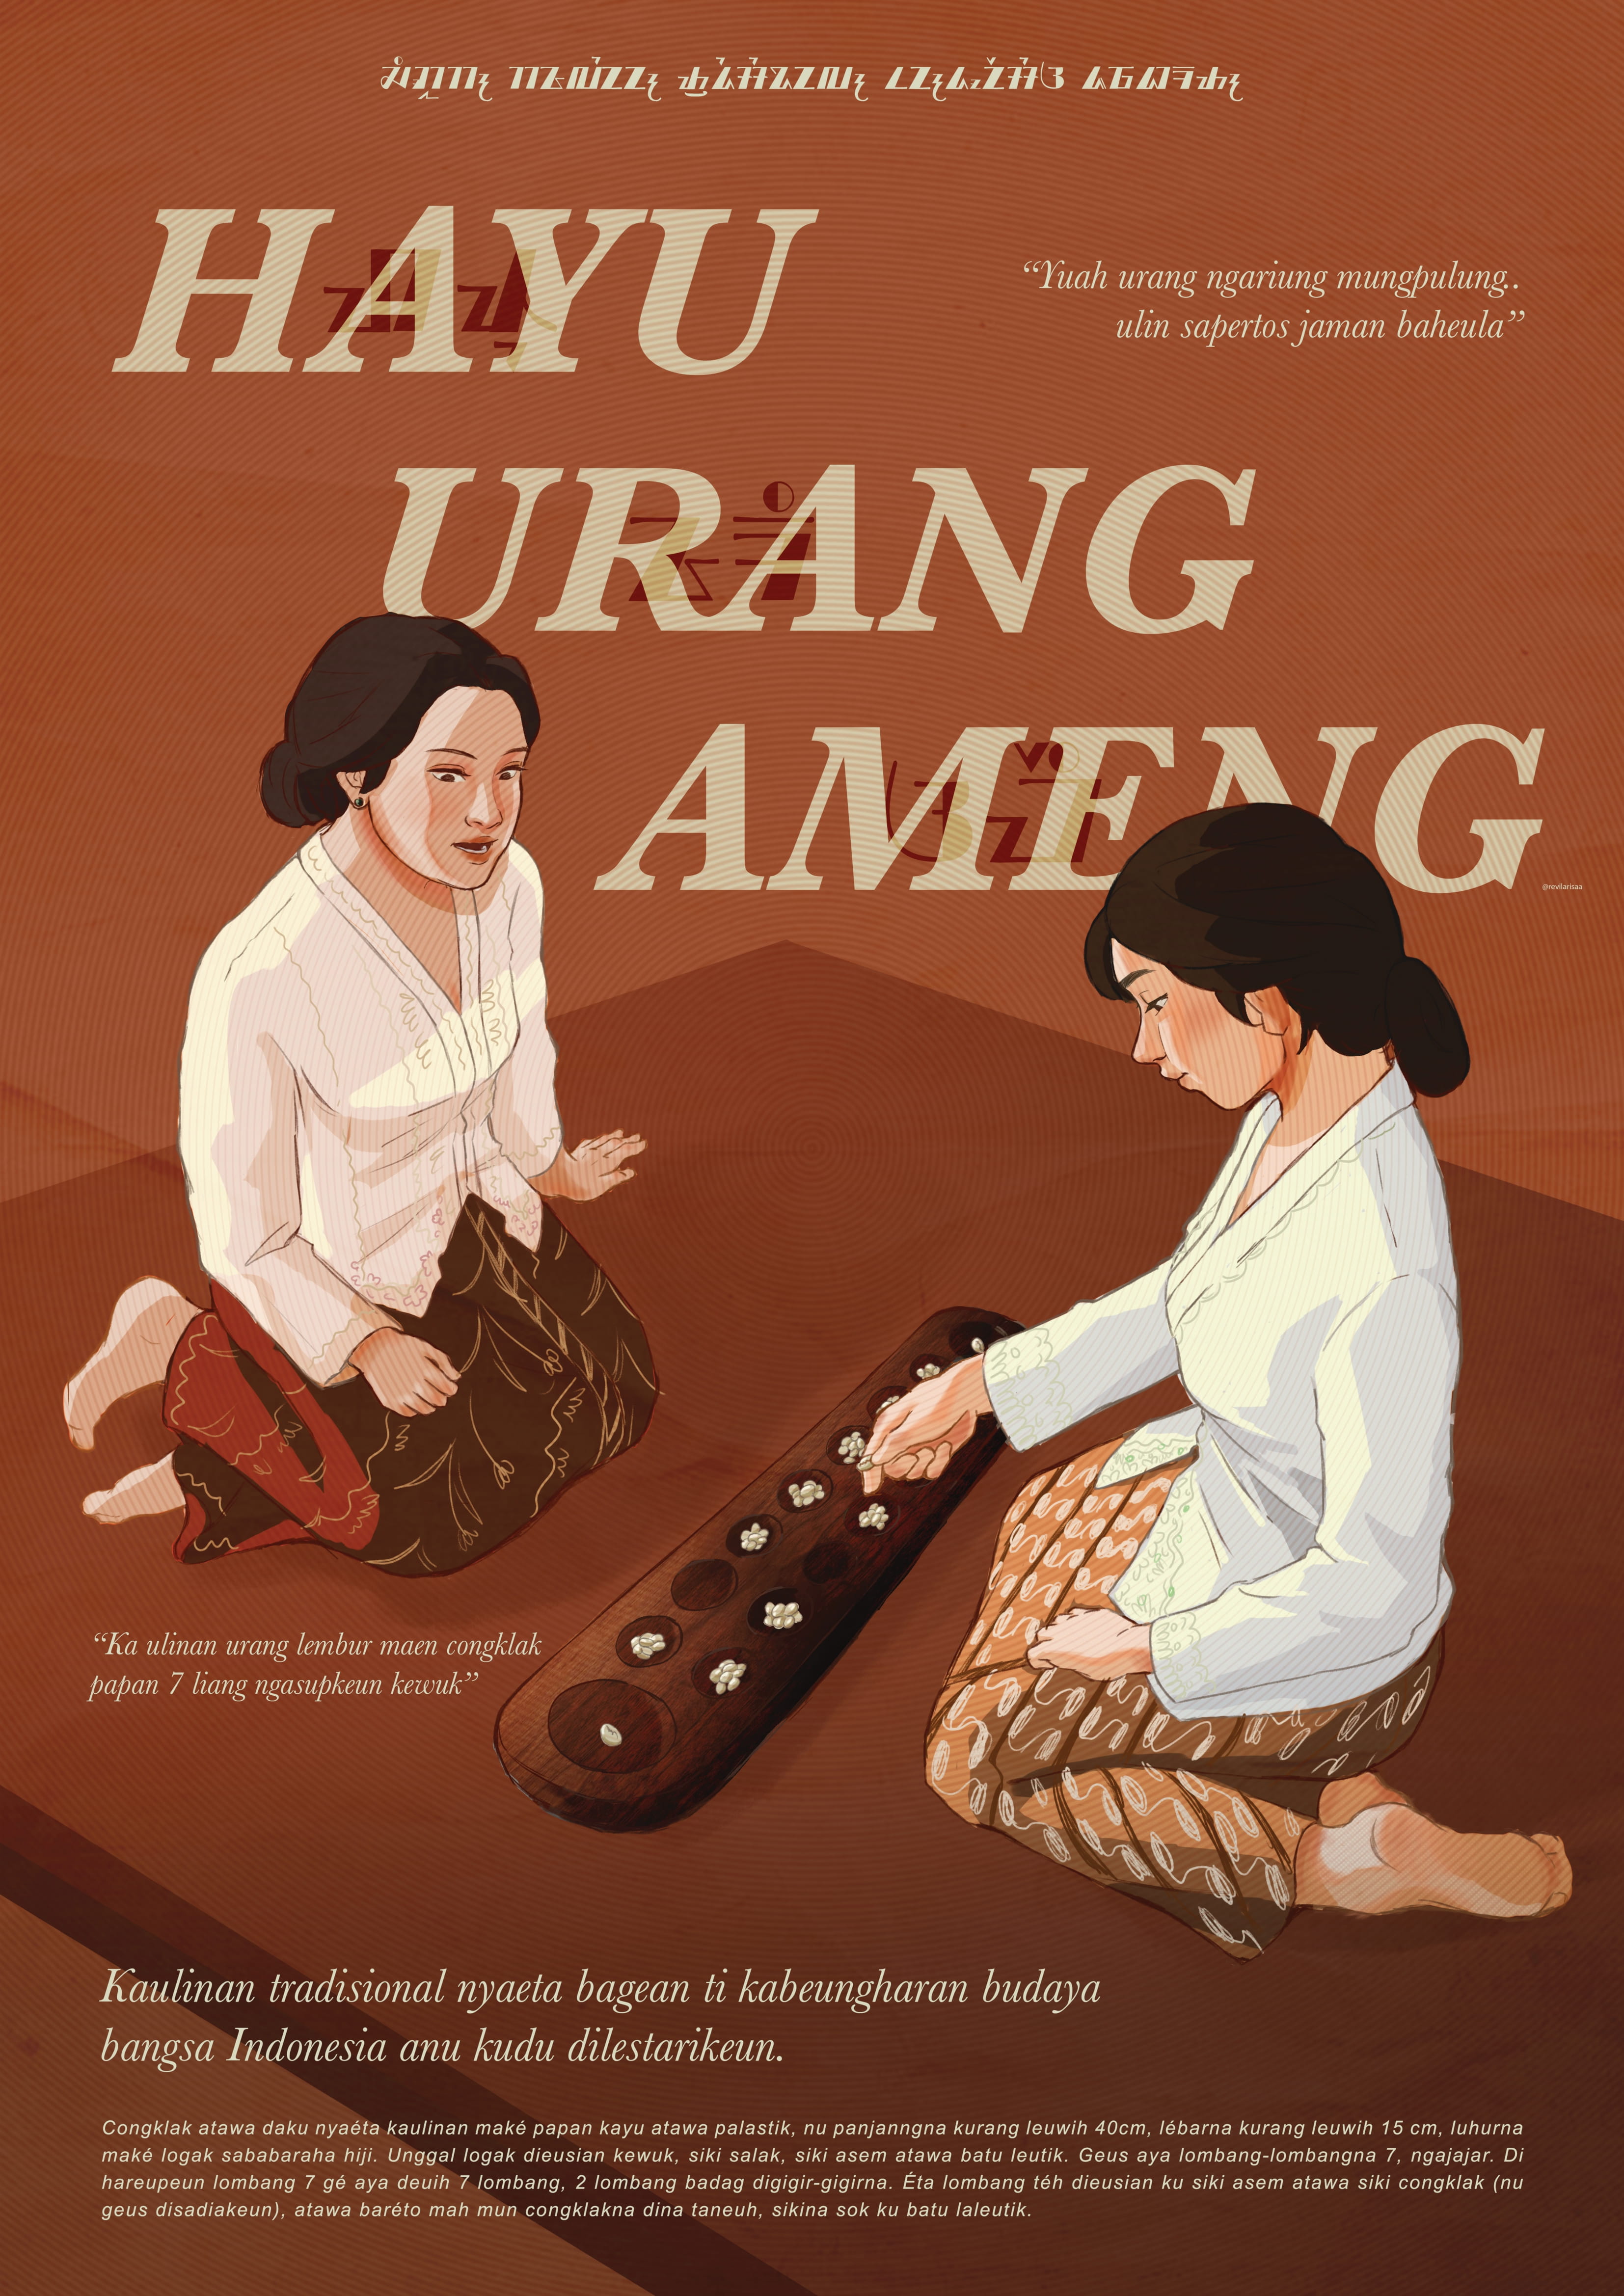 HAYU
“Yuah urang ngariung mungpulung..
ulin sapertos jaman baheula”
URANG
AMENG
@revilarisaa
“Ka ulinan urang lembur maen congklak
papan 7 liang ngasupkeun kewuk”
Kaulinan tradisional nyaeta bagean ti kabeungharan budaya
bangsa Indonesia anu kudu dilestarikeun.
Congklak atawa daku nyaéta kaulinan maké papan kayu atawa palastik, nu panjanngna kurang leuwih 40cm, lébarna kurang leuwih 15 cm, luhurna
maké logak sababaraha hiji. Unggal logak dieusian kewuk, siki salak, siki asem atawa batu leutik. Geus aya lombang-lombangna 7, ngajajar. Di
hareupeun lombang 7 gé aya deuih 7 lombang, 2 lombang badag digigir-gigirna. Éta lombang téh dieusian ku siki asem atawa siki congklak (nu
geus disadiakeun), atawa baréto mah mun congklakna dina taneuh, sikina sok ku batu laleutik.